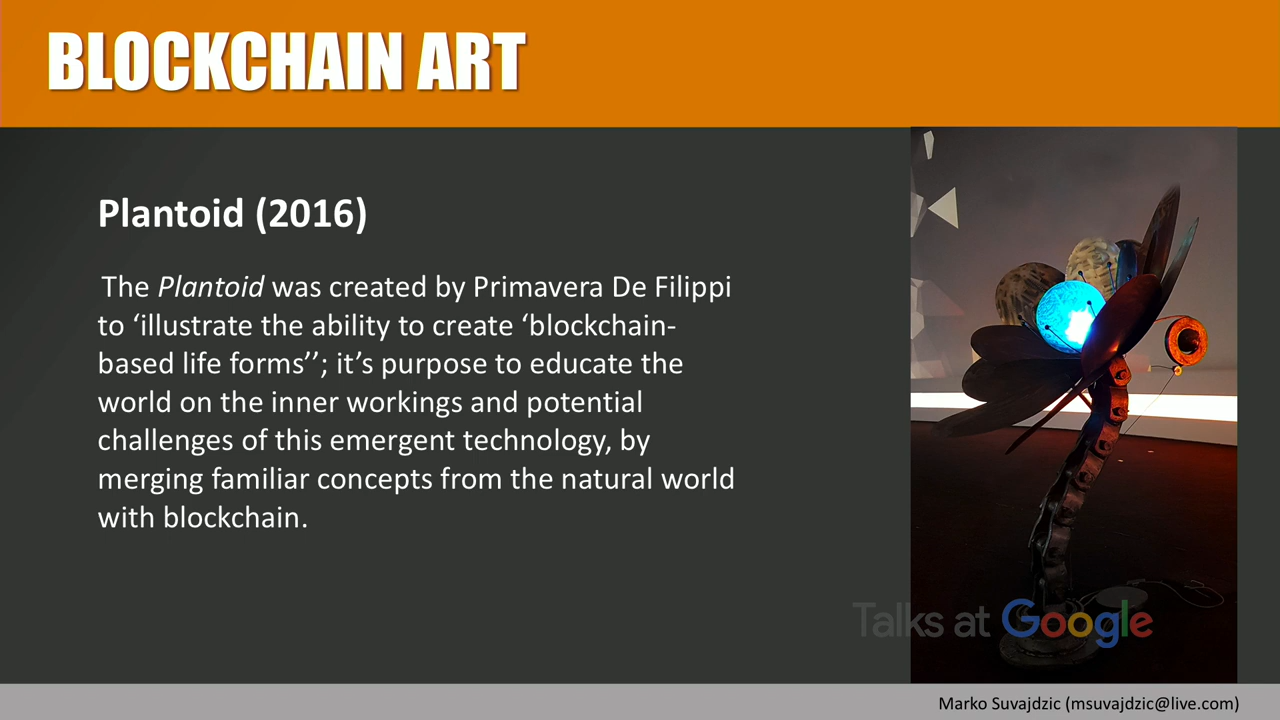 BLOCKCHAIN ART
Plantoid (2016)
The Plantoid was created by Primavera De Filippi
to ‘illustrate the ability to create ‘blockchain-
based life forms’’; it’s purpose to educate the
world on the inner workings and potential
challenges of this emergent technology, by
merging familiar concepts from the natural world
with blockchain.
Talks at Google
Marko Suvajdzic (msuvajdzic@live.com)